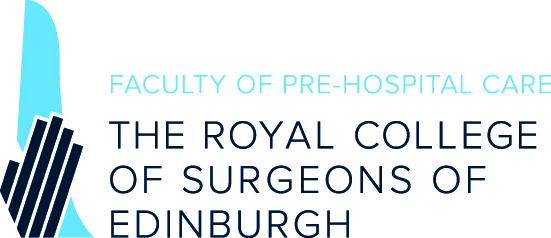 FACULTY OF PRE-HOSPITAL CARE
THE ROYAL COLLEGE
OF SURGEONS OF
EDINBURGH